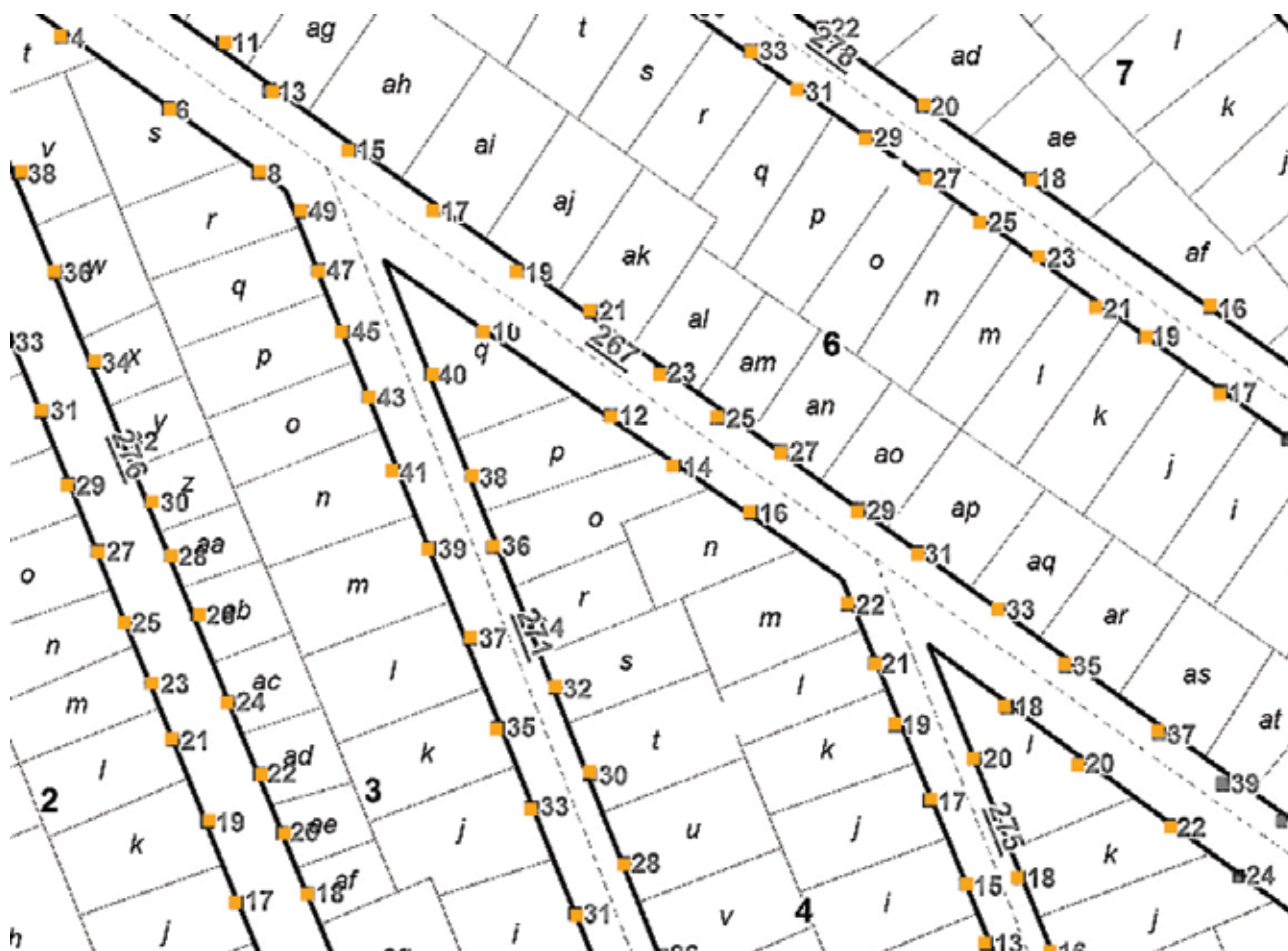 4
11
ag
ah
t
s
r
33
31
22
278
20
ad
l
7
k
j
t
6
s
8
13
15
ai
aj
ak
q
p
29
27
25
ae
18
af
16
v
38
36
w
r
49
47
q
17
19
21
al
am
6
o
n
m
23
21
19
17
33
34
x
p
45
43
o
10
q
40
267
23
25
an
27
ao
l
k
j
i
31
29
y
276
z
30
n
41
38
12
14
p
o
16
n
29
31
ap
aq
ar
o
27
28
aa
m
39
36
r
22
m
33
35
as
at
n
25
m
23
21
ab
24
ac
l
37
35
k
s
32
t
30
21
l
19
k
18
l
20
37
39
2
l
k
19
22
ad
20
ae
3
33
j
u
17
j
20
275
k
22
24
h
j
17
18
af
31
i
28
v
4
15
i
18
j
13